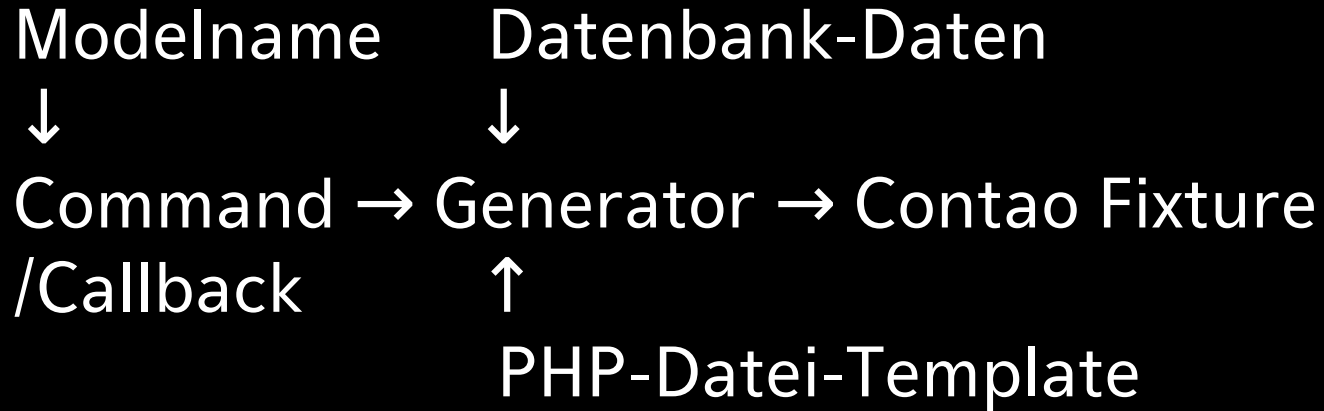 Modelname Datenbank-Daten
↓ ↓
Command → Generator → Contao Fixture
/Callback ↑
PHP-Datei-Template